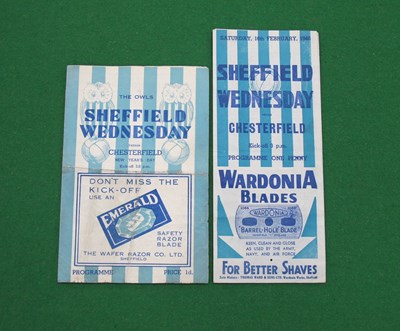 THE OWLS
SHEFFIELD
WEDNESDAY
CHESTERFIELD
NEW YEAR'S DAY
DON'T MISS THE
KICK-OFF
USE AN
EMERALD
SAFETY
RAZOR
BLADE
THE WAFER RAZOR CO. LTD.
SHEFFIELD
PROGRAMME PRICE 1d.
SATURDAY, FEBRUARY,
SHEFFIELD
WEDNESDAY
CHESTERFIELD
Kick-off 3 p.m.
PROGRAMME ONE PENNY
WARDONIA
BLADES
WARDONIA
"BARREL-HOLE BLADE"
KEEN, CLEAN AND CLOSE
AS USED BY THE ARMY,
NAVY, AND AIR FORCE
FOR BETTER SHAVES